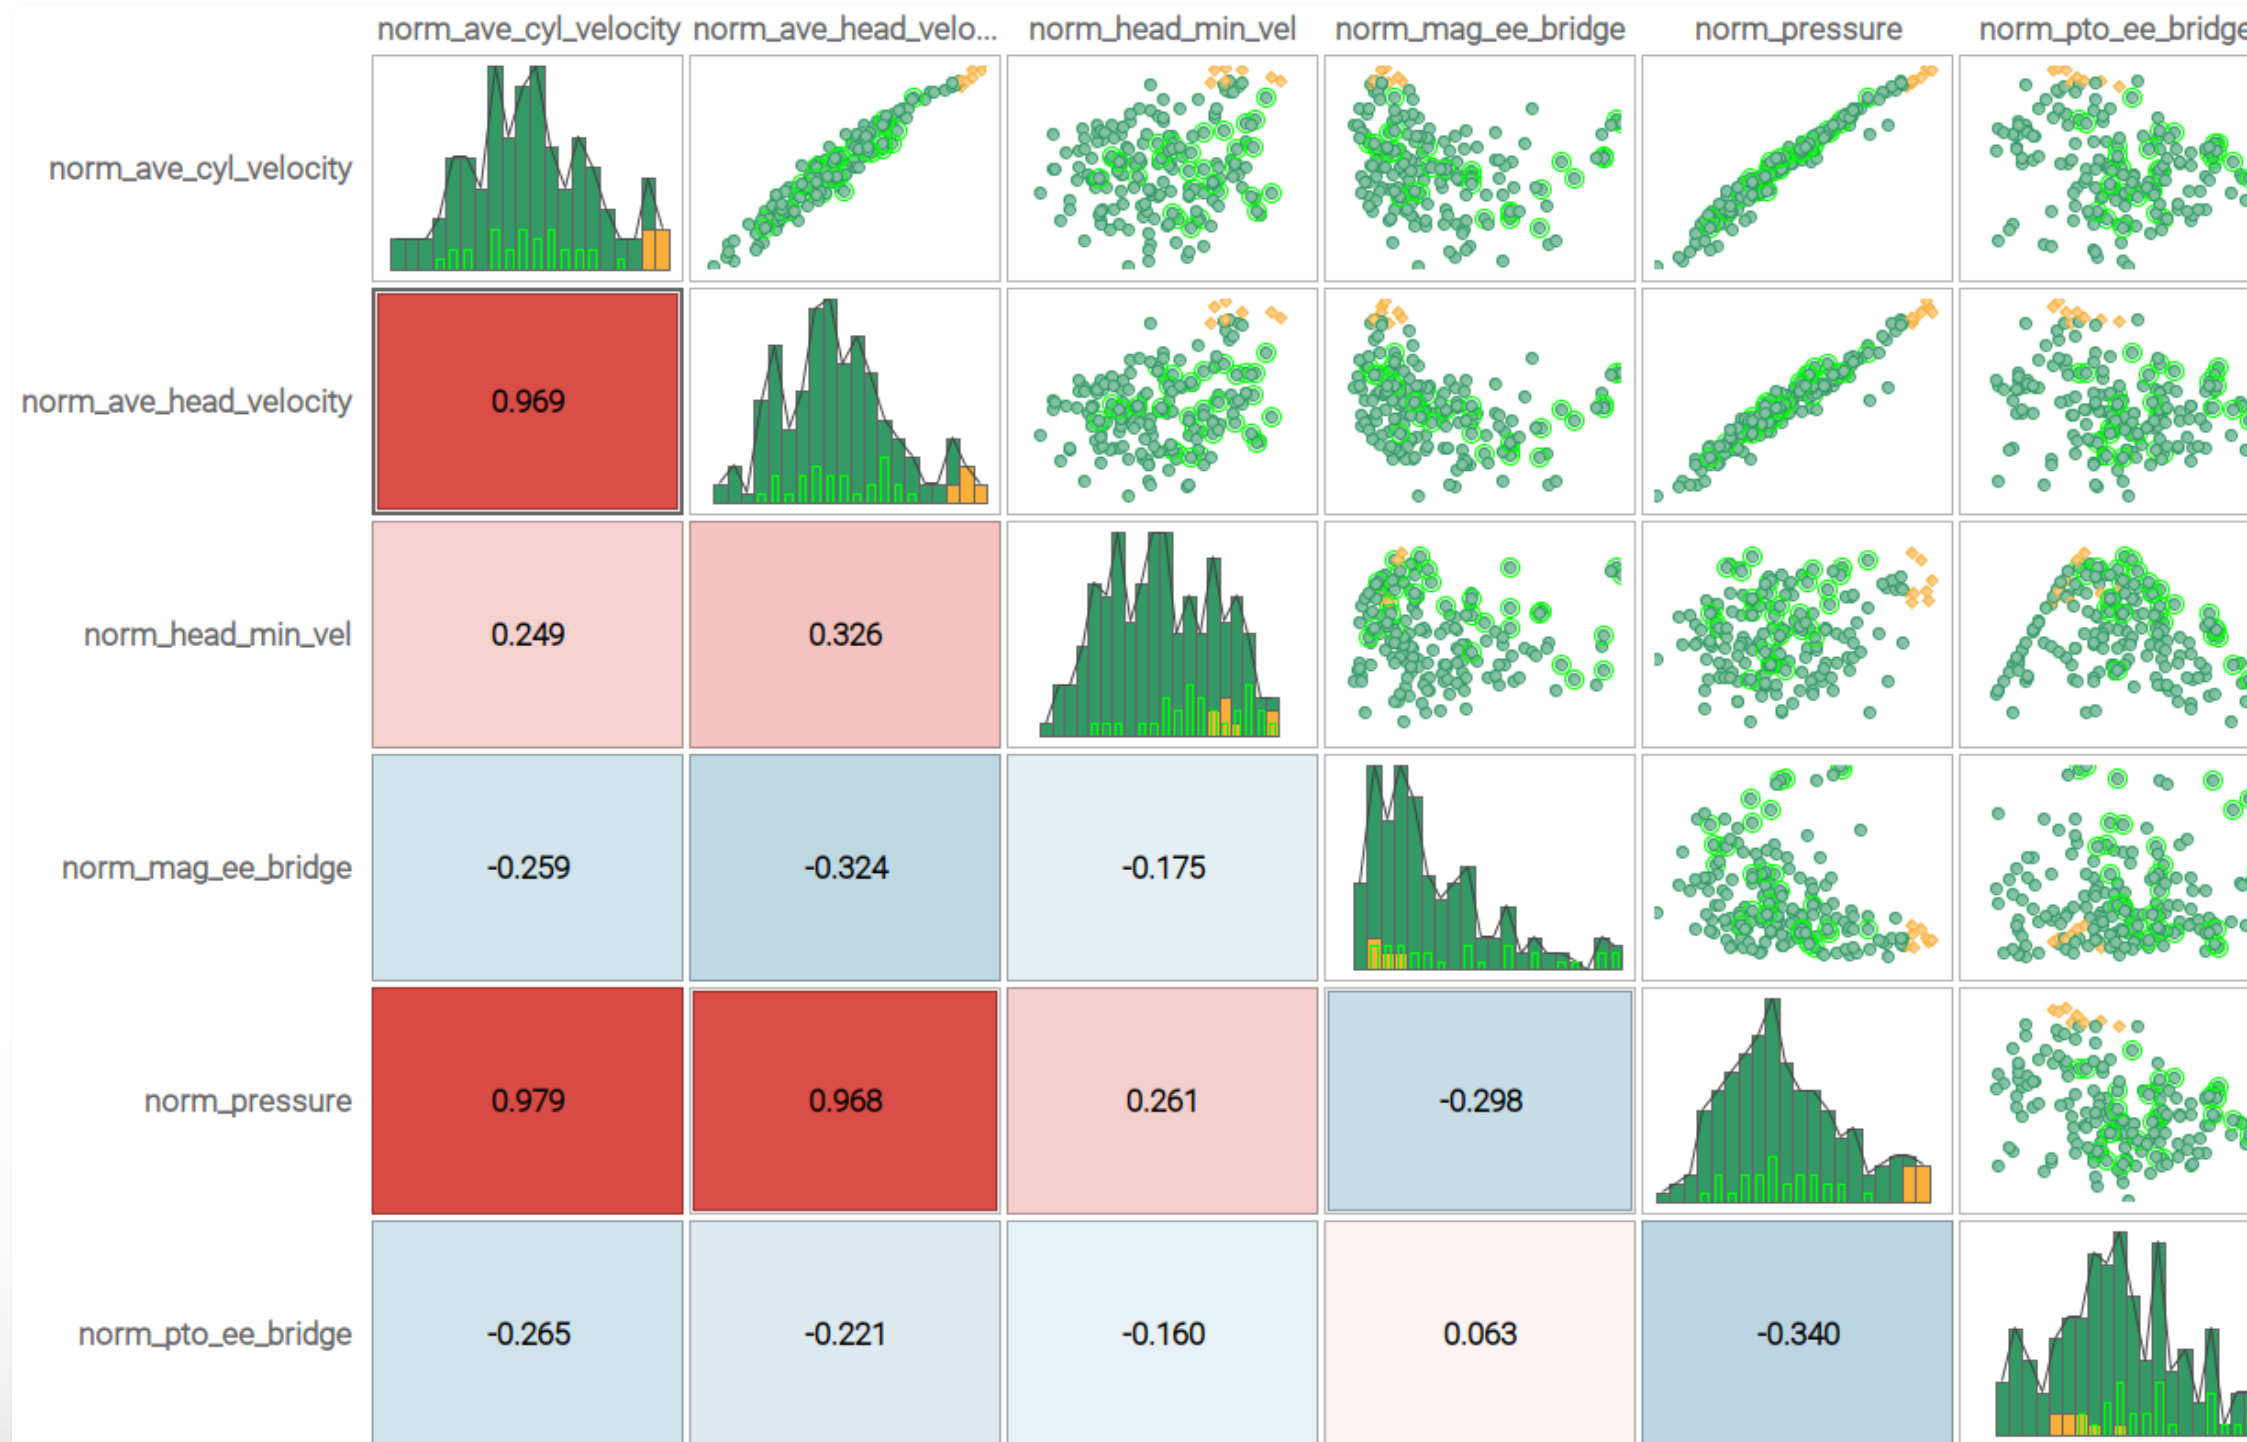 norm_ave_cyl_velocity norm_ave_head_velo... norm_head_min_vel norm_mag_ee_bridge norm_pressure norm_pto_ee_bridge
norm_ave_cyl_velocity
norm_ave_head_velocity 0.969
norm_head_min_vel 0.249 0.326
norm_mag_ee_bridge -0.259 -0.324 -0.175
norm_pressure 0.979 0.968 0.261 -0.298
norm_pto_ee_bridge -0.265 -0.221 -0.160 0.063 -0.340